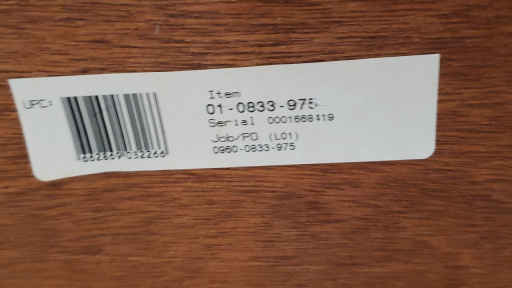 UPC:
Item
01-0833-975
Serial 0001668419
Job/PO (L01)
0960-0833-975